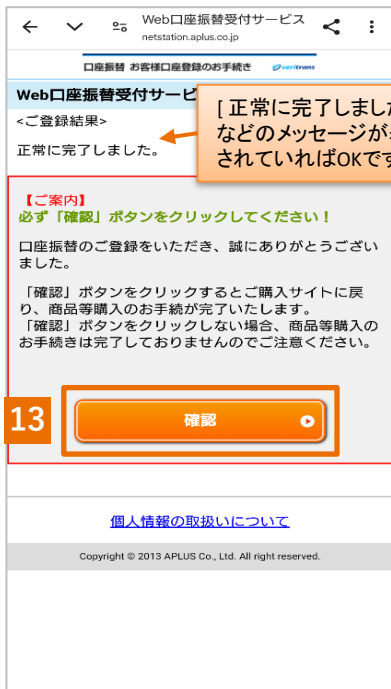 Web口座振替受付サービス
netstation.aplus.co.jp
口座振替 お客様口座登録のお手続き veritrans
Web口座振替受付サービ
[正常に完了しまし
などのメッセージが
されていればOKです
<ご登録結果>
正常に完了しました。
【ご案内】
必ず「確認」ボタンをクリックしてください！
口座振替のご登録をいただき、誠にありがとうござい
ました。
「確認」ボタンをクリックするとご購入サイトに戻
り、商品等購入のお手続が完了いたします。
「確認」ボタンをクリックしない場合、商品等購入の
お手続きは完了しておりませんのでご注意ください。
13
確認
個人情報の取扱いについて
Copyright © 2013 APLUS Co., Ltd. All right reserved.